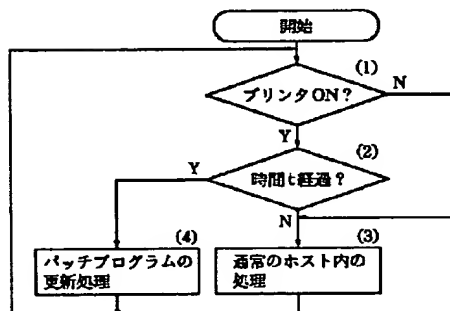 開始
(1)
プリンタON?
N
Y
(2)
時間t経過?
Y
N
(4)
パッチプログラムの
更新処理
(3)
通常のホスト内の
処理